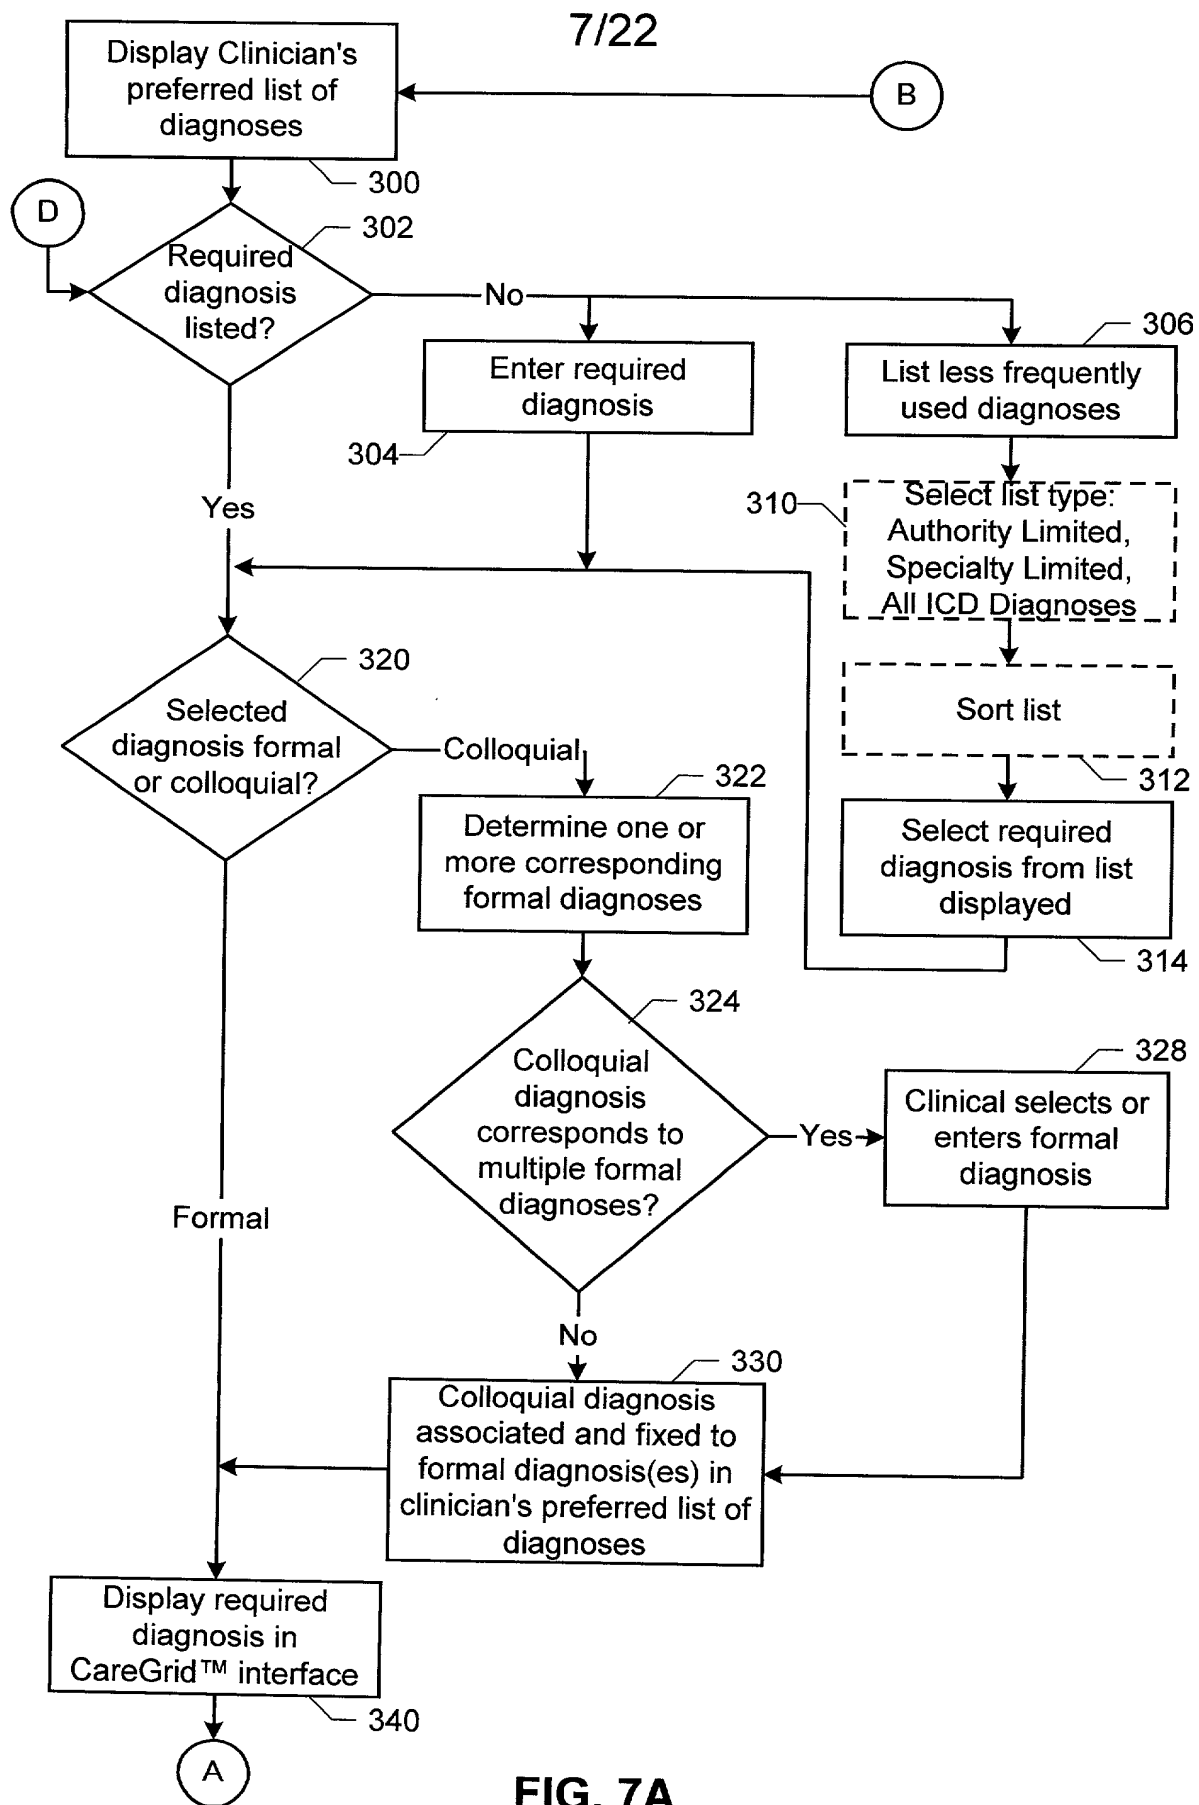 7/22
Display Clinician's
preferred list of
diagnoses
B
300
D
302
Required
diagnosis
listed?
No
306
Enter required
diagnosis
List less frequently
used diagnoses
304
Yes
310
Select list type:
Authority Limited,
Specialty Limited,
All ICD Diagnoses
320
Sort list
Selected
diagnosis formal
or colloquial?
Colloquial
312
322
Determine one or
more corresponding
formal diagnoses
Select required
diagnosis from list
displayed
314
324
Colloquial
diagnosis
corresponds to
multiple formal
diagnoses?
328
Yes
Clinical selects or
enters formal
diagnosis
Formal
No
330
Colloquial diagnosis
associated and fixed to
formal diagnosis(es) in
clinician's preferred list of
diagnoses
Display required
diagnosis in
CareGrid™ interface
340
A
FIG. 7A